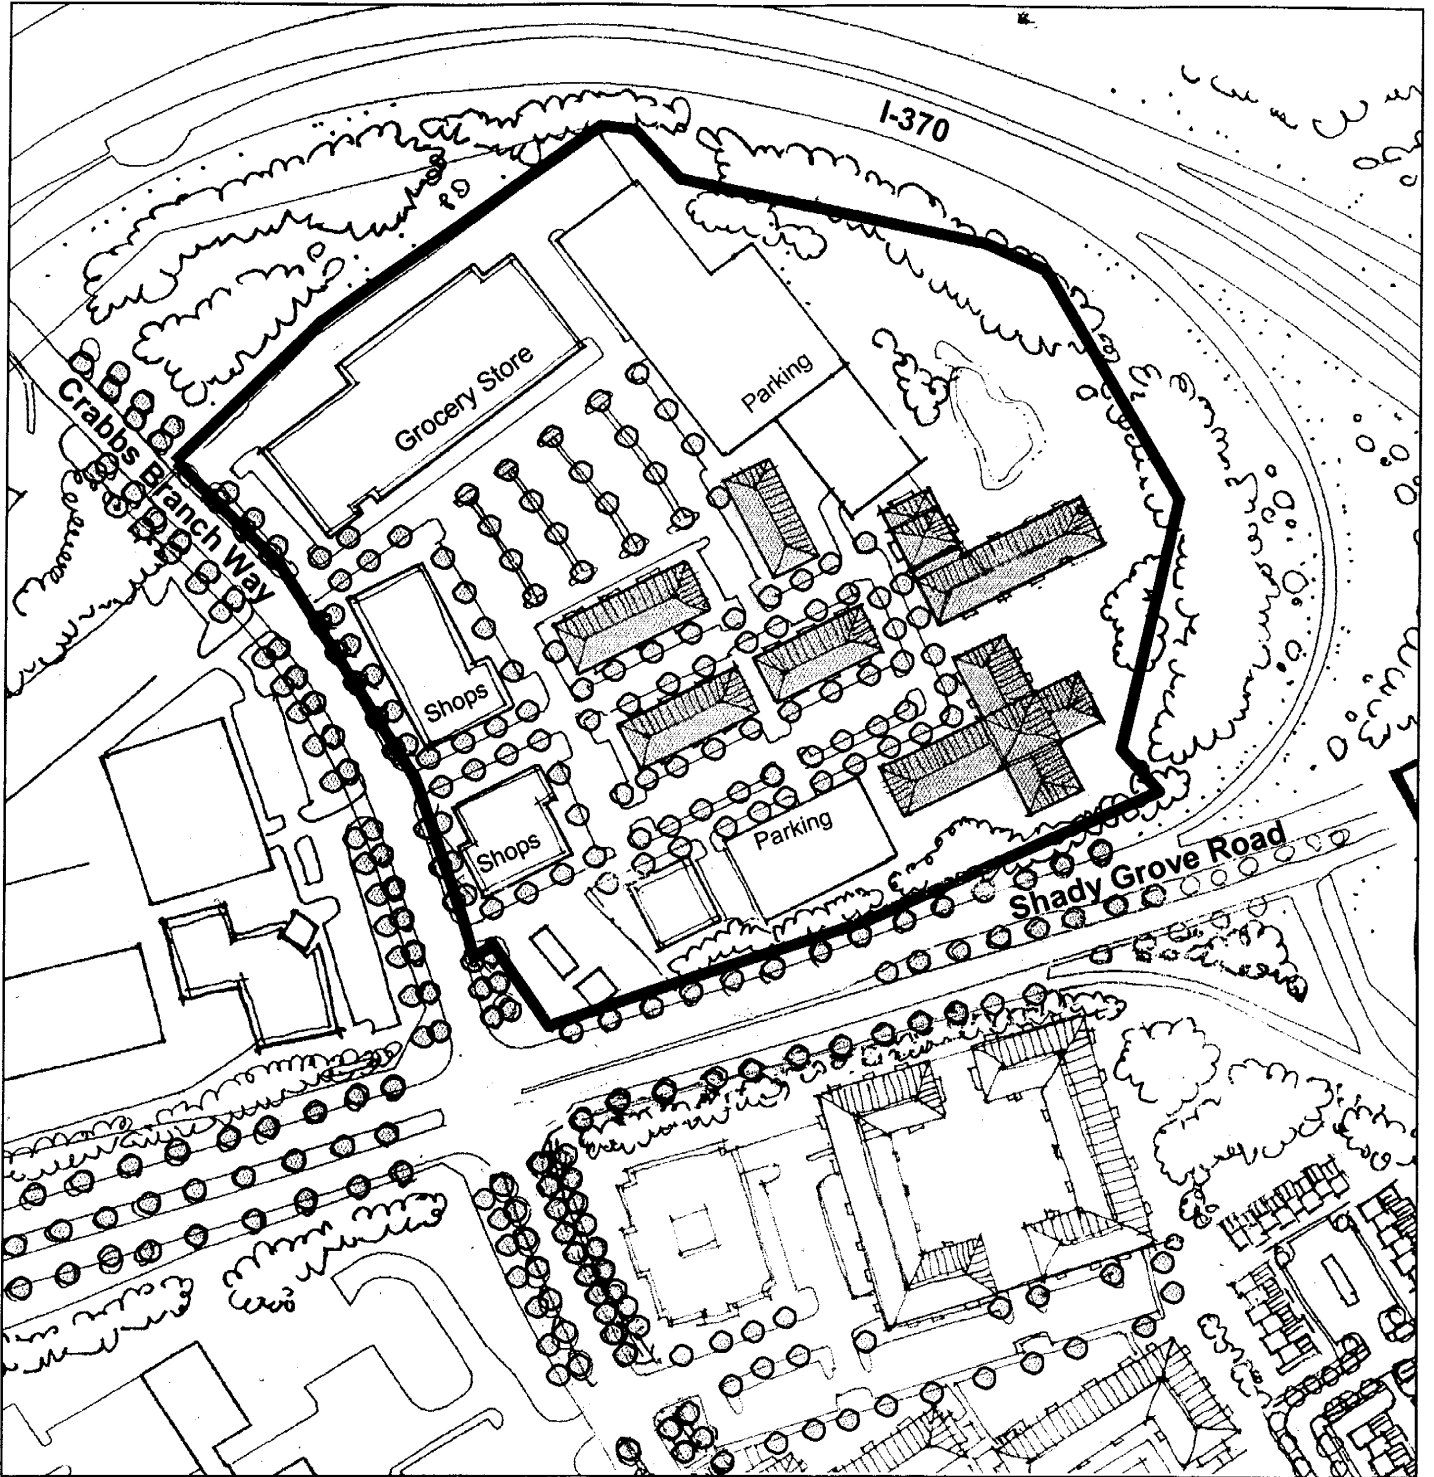 I-370
Crabbs Branch Way
Grocery Store
Parking
Shops
Shops
Parking
Shady Grove Road